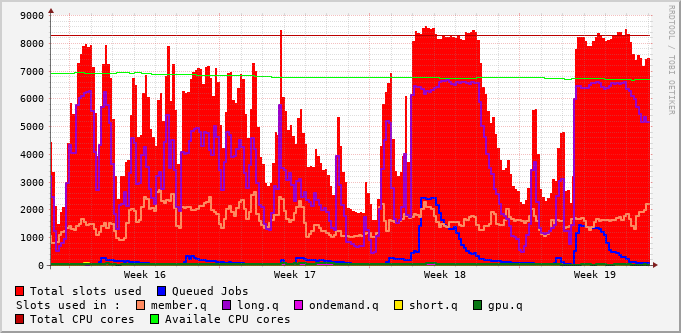 9000
8000
7000
6000
5000
4000
3000
2000
1000
0
Week 16 Week 17 Week 18 Week 19
RRDTOOL / TOBI OETIKER
Total slots used Queued Jobs
Slots used in : member.q long.q ondemand.q short.q gpu.q
Total CPU cores Availale CPU cores